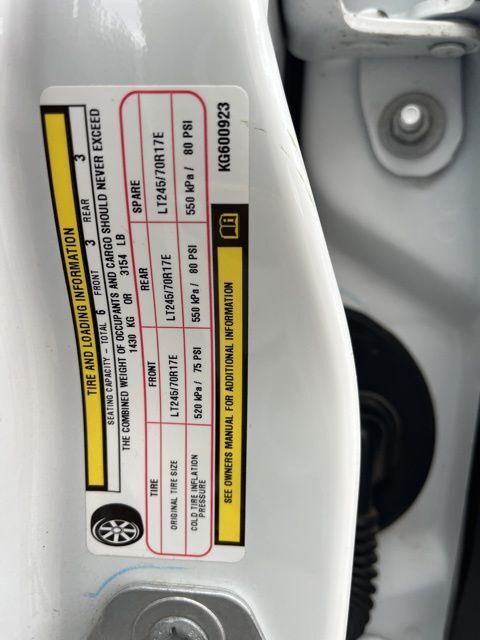 TIRE AND LOADING INFORMATION
SEATING CAPACITY - TOTAL 6 FRONT 3 REAR 3
THE COMBINED WEIGHT OF OCCUPANTS AND CARGO SHOULD NEVER EXCEED
1430 KG OR 3154 LB
TIRE FRONT REAR SPARE
ORIGINAL TIRE SIZE LT245/70R17E LT245/70R17E LT245/70R17E
COLD TIRE INFLATION
PRESSURE 520 kPa / 75 PSI 550 kPa / 80 PSI 550 kPa / 80 PSI
SEE OWNERS MANUAL FOR ADDITIONAL INFORMATION KG600923